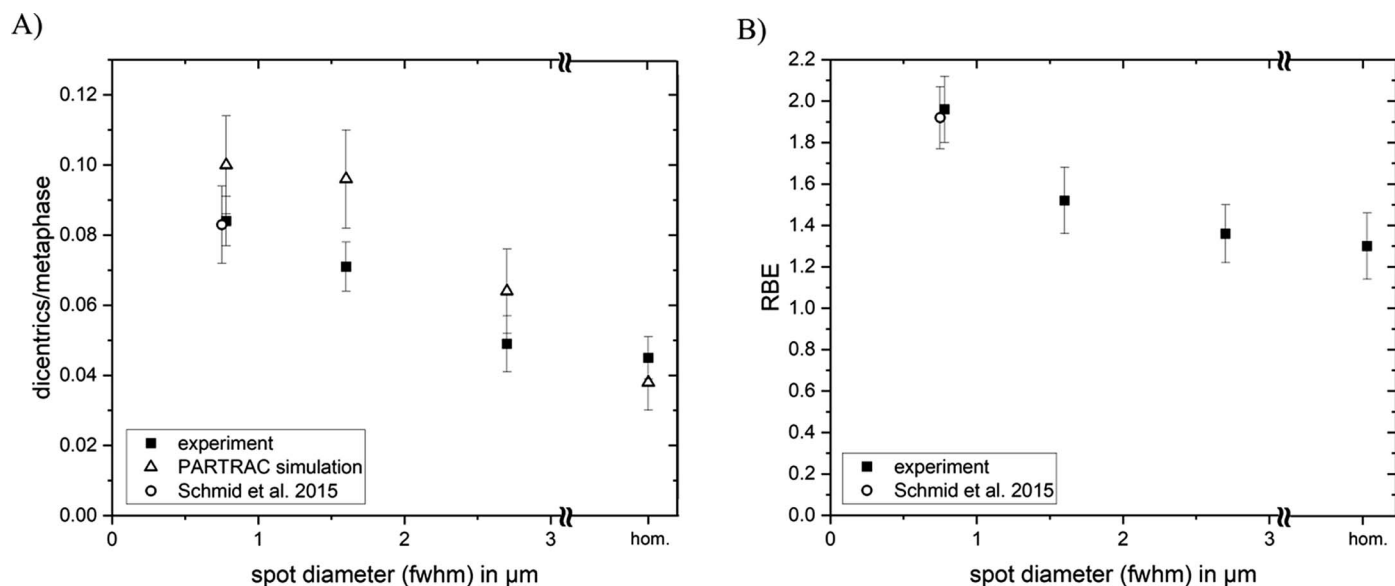 A)
dicentrics/metaphase
0.12
0.10
0.08
0.06
0.04
0.02
0.00
experiment
PARTRAC simulation
Schmid et al. 2015
0 1 2 3 hom.
spot diameter (fwhm) in µm
B)
RBE
2.2
2.0
1.8
1.6
1.4
1.2
1.0
0.8
0.6
0.4
0.2
0.0
experiment
Schmid et al. 2015
0 1 2 3 hom.
spot diameter (fwhm) in µm